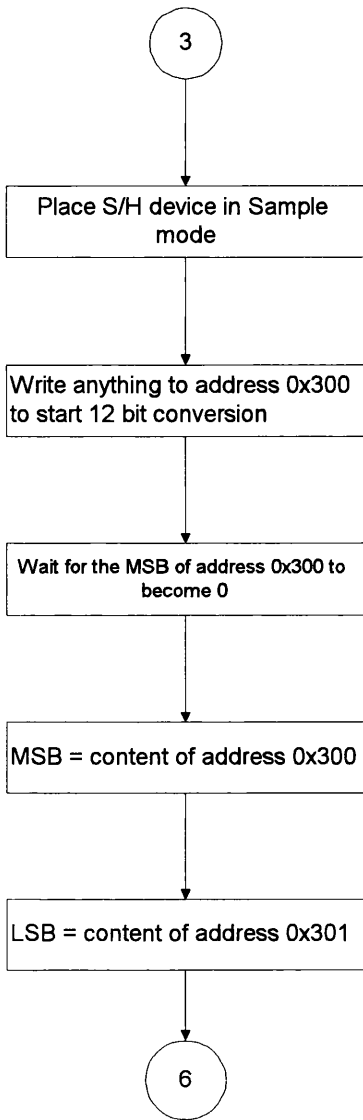 3
Place S/H device in Sample
mode
Write anything to address 0x300
to start 12 bit conversion
Wait for the MSB of address 0x300 to
become 0
MSB = content of address 0x300
LSB = content of address 0x301
6